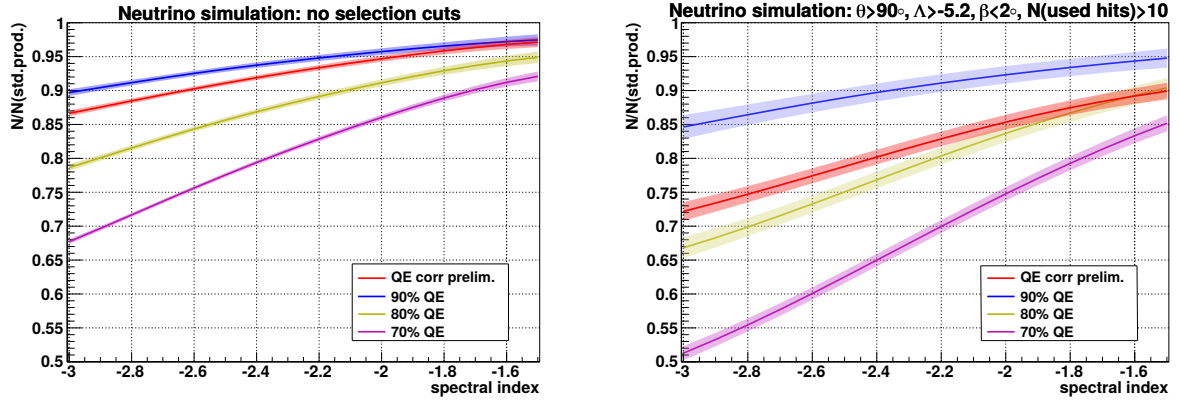 Neutrino simulation: no selection cuts
N/N(std.prod.)
1
0.95
0.9
0.85
0.8
0.75
0.7
0.65
0.6
0.55
0.5
QE corr prelim.
90% QE
80% QE
70% QE
-3 -2.8 -2.6 -2.4 -2.2 -2 -1.8 -1.6
spectral index
Neutrino simulation: θ>90∘, Λ>-5.2, β<2∘, N(used hits)>10
N/N(std.prod.)
1
0.95
0.9
0.85
0.8
0.75
0.7
0.65
0.6
0.55
0.5
QE corr prelim.
90% QE
80% QE
70% QE
-3 -2.8 -2.6 -2.4 -2.2 -2 -1.8 -1.6
spectral index